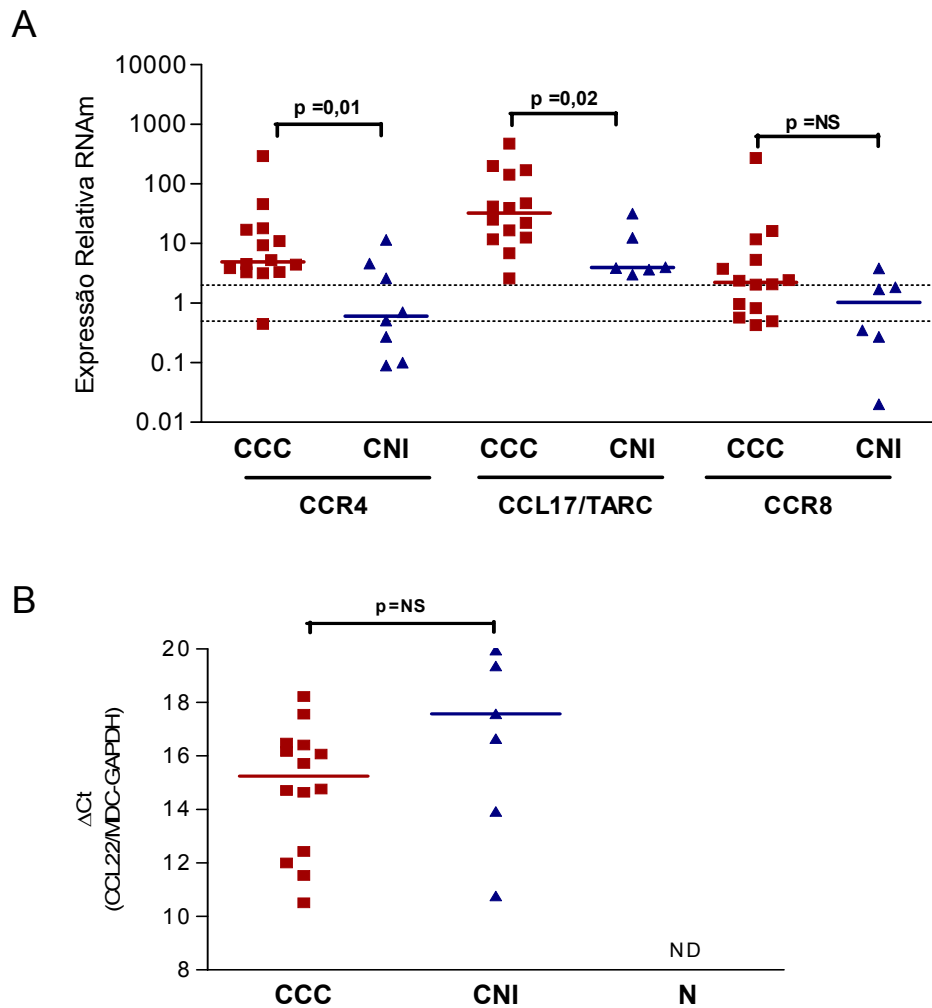 A
Expressão Relativa RNAm
10000
1000
100
10
1
0.1
0.01
p =0,01
p =0,02
p =NS
CCC CNI CCC CNI CCC CNI
CCR4 CCL17/TARC CCR8
B
ΔCt
(CCL22/MDC-GAPDH)
20
18
16
14
12
10
8
p=NS
ND
CCC CNI N